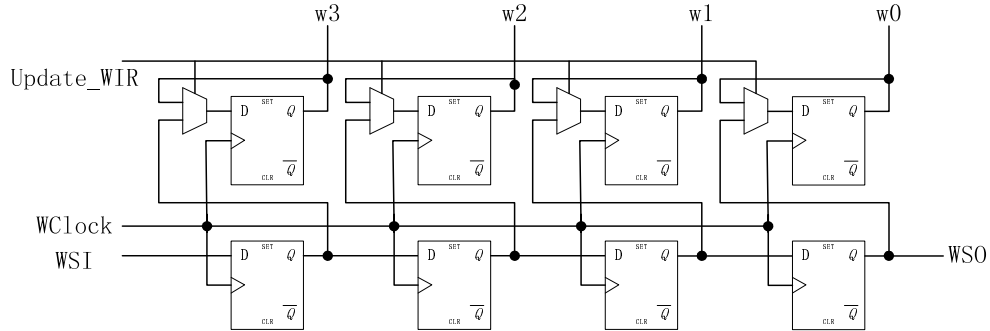 w3 w2 w1 w0
Update_WIR
SET SET SET SET
D Q D Q D Q D Q
Q Q Q Q
CLR CLR CLR CLR
WClock
SET SET SET SET
WSI D Q D Q D Q D Q WSO
Q Q Q Q
CLR CLR CLR CLR